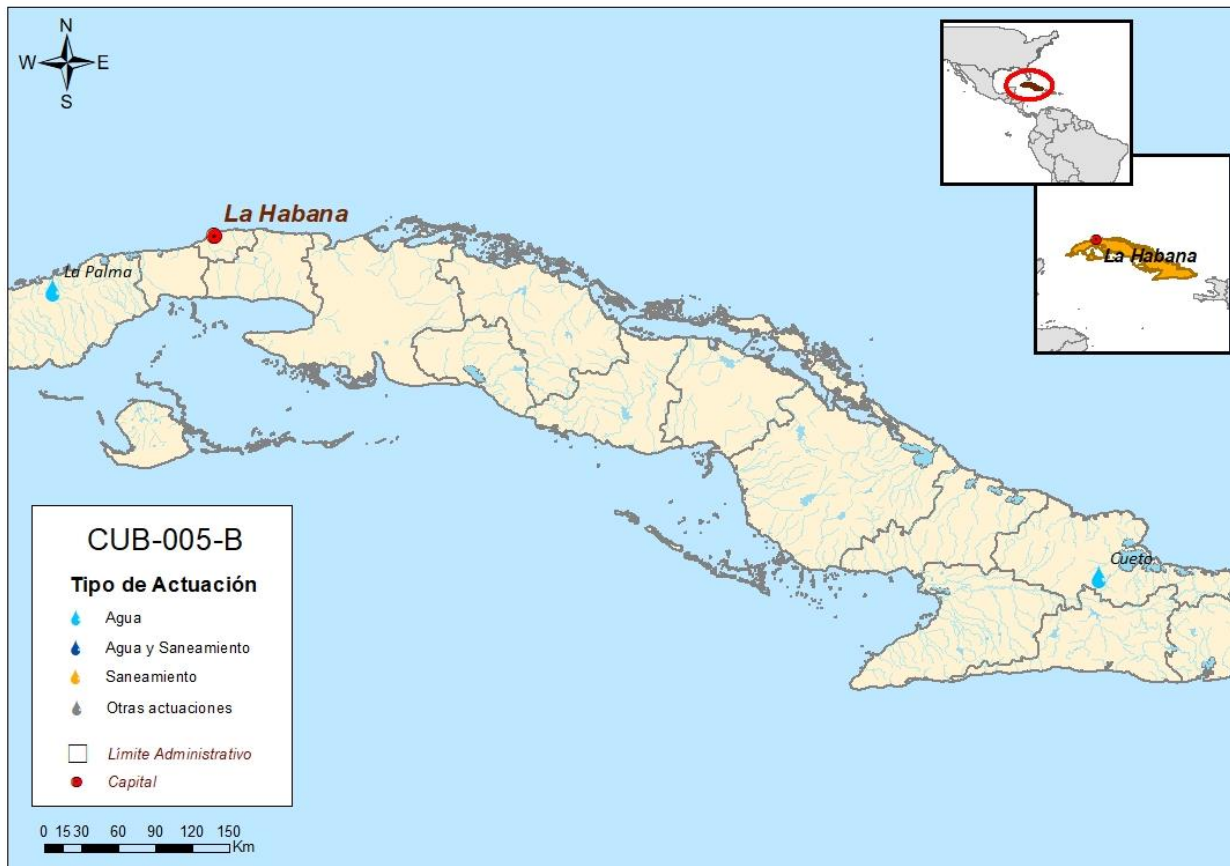 N
W E
S
La Habana
La Palma
La Habana
Cueto
CUB-005-B
Tipo de Actuación
Agua
Agua y Saneamiento
Saneamiento
Otras actuaciones
Límite Administrativo
Capital
0 15 30 60 90 120 150
Km